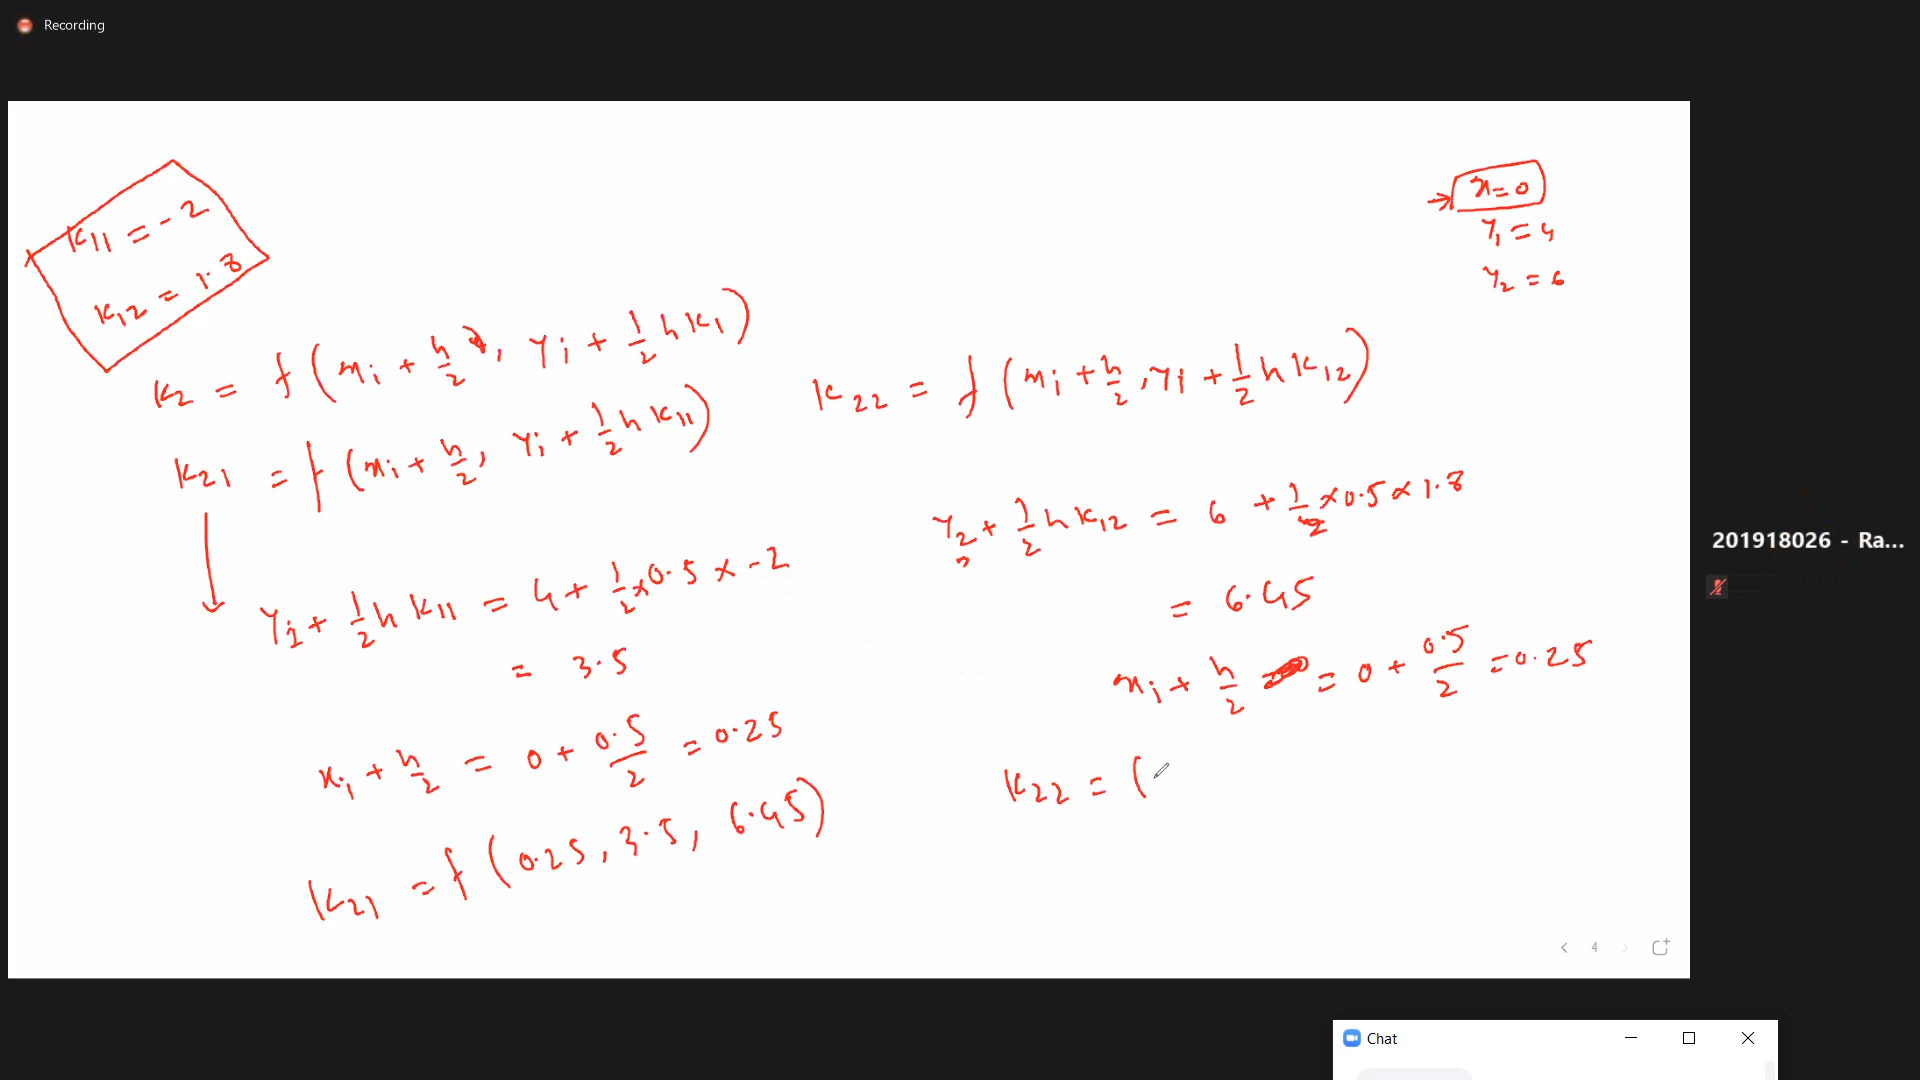 Recording
K11 = -2
K12 = 1.8
x = 0
Y1 = 4
Y2 = 6
K2 = f(xi + h/2, Yi + 1/2 h K1)
K21 = f(xi + h/2, Yi + 1/2 h K11)
Y1 + 1/2 h K11 = 4 + 1/2 × 0.5 × -2
= 3.5
xi + h/2 = 0 + 0.5/2 = 0.25
K21 = f(0.25, 3.5, 6.45)
K22 = f(xi + h/2, Yi + 1/2 h K12)
Y2 + 1/2 h K12 = 6 + 1/2 × 0.5 × 1.8
= 6.45
xi + h/2 = 0 + 0.5/2 = 0.25
K22 = (
4
201918026 - Ra...
Chat